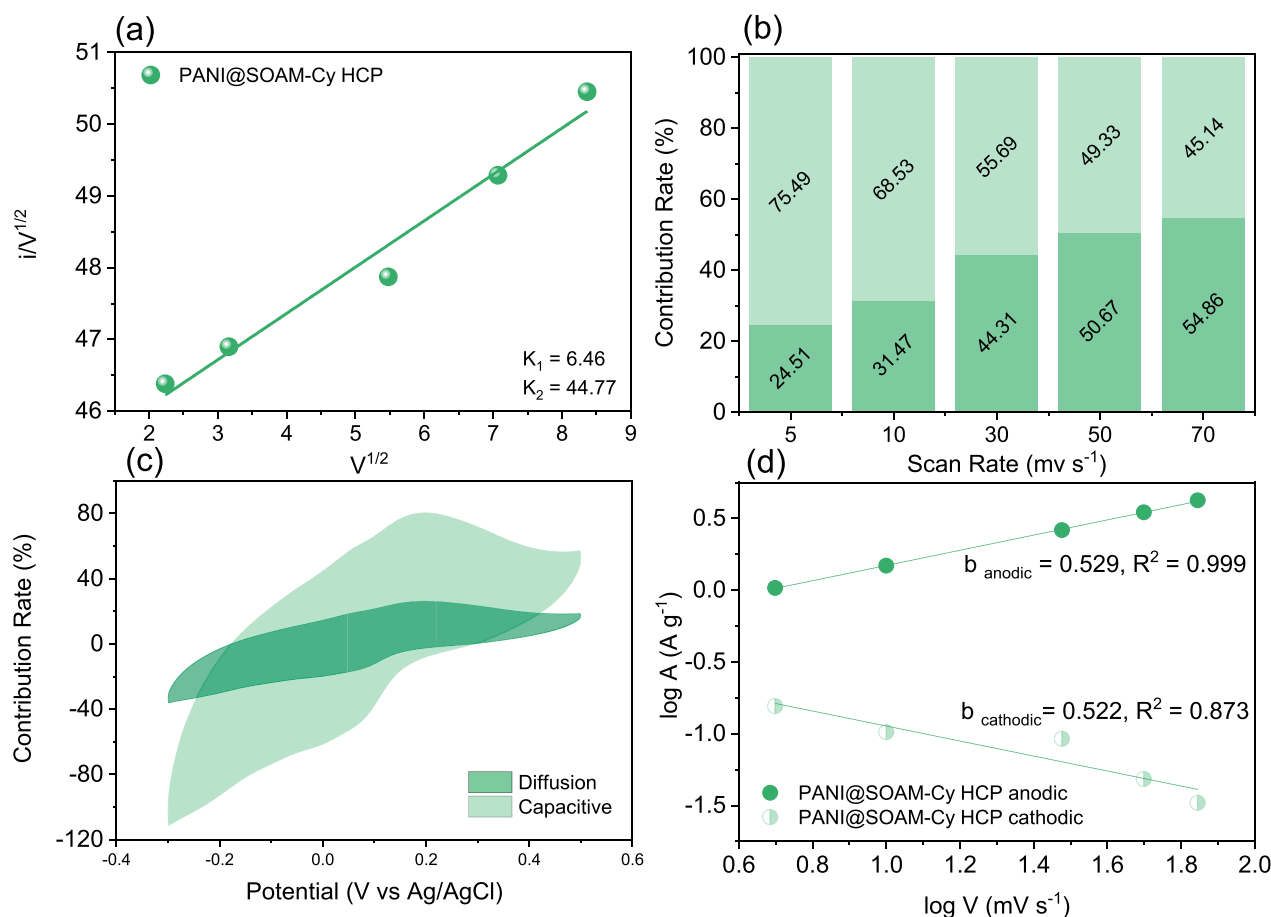 (a)
PANI@SOAM-Cy HCP
i/V^{1/2}
51
50
49
48
47
46
K_1 = 6.46
K_2 = 44.77
2 3 4 5 6 7 8 9
V^{1/2}
(b)
Contribution Rate (%)
100
80
60
40
20
0
75.49 68.53 55.69 49.33 45.14
24.51 31.47 44.31 50.67 54.86
5 10 30 50 70
Scan Rate (mv s^{-1})
(c)
Contribution Rate (%)
80
40
0
-40
-80
-120
Diffusion
Capacitive
-0.4 -0.2 0.0 0.2 0.4 0.6
Potential (V vs Ag/AgCl)
(d)
log A (A g^{-1})
0.5
0.0
-0.5
-1.0
-1.5
b_{anodic} = 0.529, R^2 = 0.999
b_{cathodic} = 0.522, R^2 = 0.873
PANI@SOAM-Cy HCP anodic
PANI@SOAM-Cy HCP cathodic
0.6 0.8 1.0 1.2 1.4 1.6 1.8 2.0
log V (mV s^{-1})